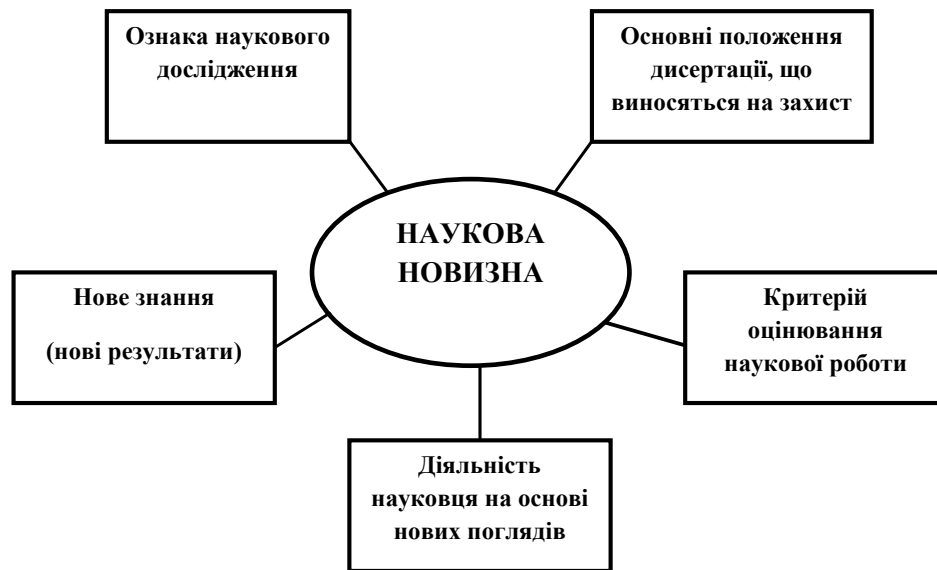 Ознака наукового
дослідження
Основні положення
дисертації, що
виносяться на захист
НАУКОВА
НОВИЗНА
Нове знання
(нові результати)
Критерій
оцінювання
наукової роботи
Діяльність
науковця на основі
нових поглядів